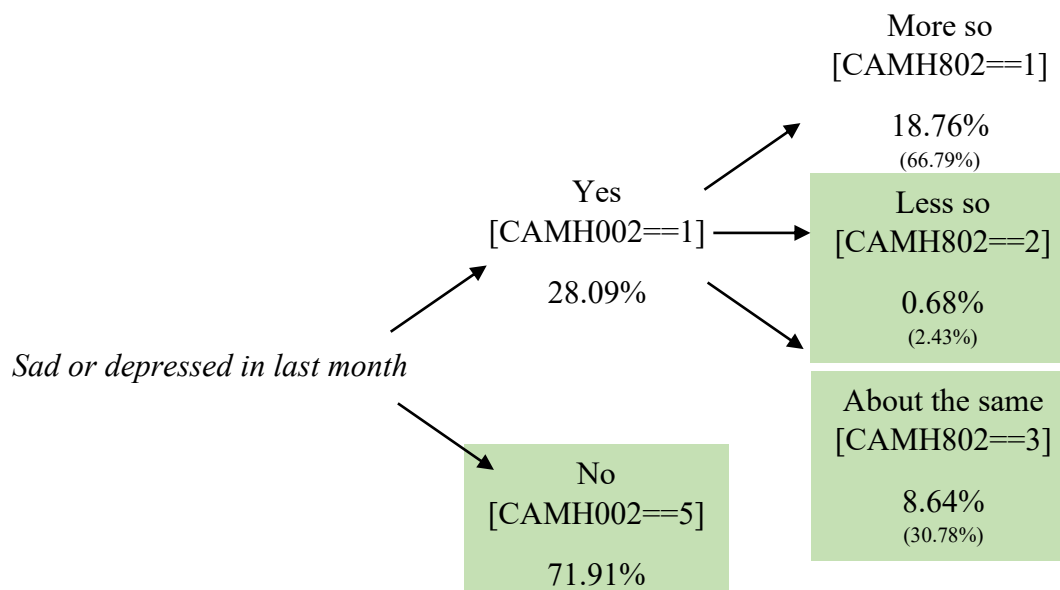 More so
[CAMH802==1]
18.76%
(66.79%)
Yes
[CAMH002==1]
28.09%
Less so
[CAMH802==2]
0.68%
(2.43%)
Sad or depressed in last month
About the same
[CAMH802==3]
8.64%
(30.78%)
No
[CAMH002==5]
71.91%